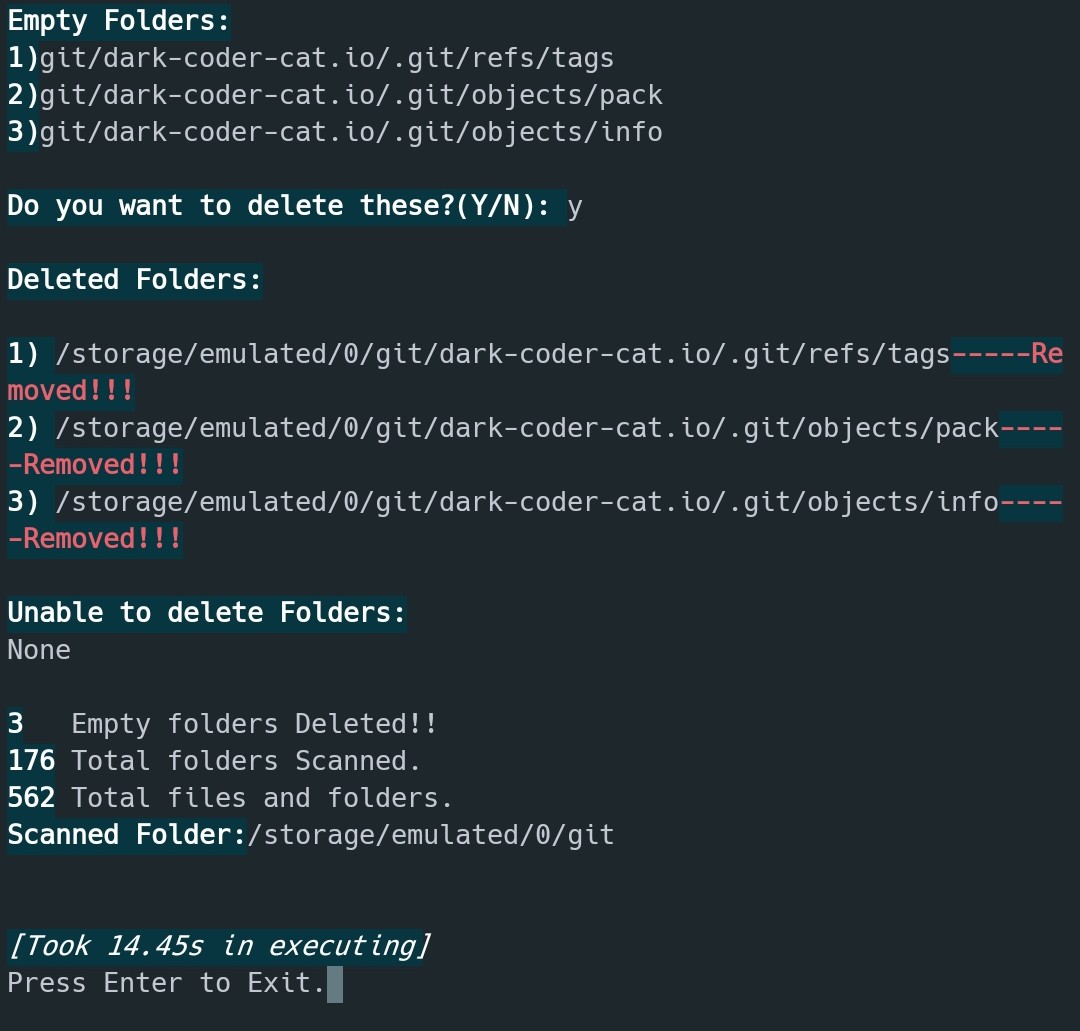 Empty Folders:
1)git/dark-coder-cat.io/.git/refs/tags
2)git/dark-coder-cat.io/.git/objects/pack
3)git/dark-coder-cat.io/.git/objects/info
Do you want to delete these?(Y/N): y
Deleted Folders:
1) /storage/emulated/0/git/dark-coder-cat.io/.git/refs/tags-----Re
moved!!!
2) /storage/emulated/0/git/dark-coder-cat.io/.git/objects/pack----
-Removed!!!
3) /storage/emulated/0/git/dark-coder-cat.io/.git/objects/info----
-Removed!!!
Unable to delete Folders:
None
3   Empty folders Deleted!!
176 Total folders Scanned.
562 Total files and folders.
Scanned Folder:/storage/emulated/0/git
[Took 14.45s in executing]
Press Enter to Exit.